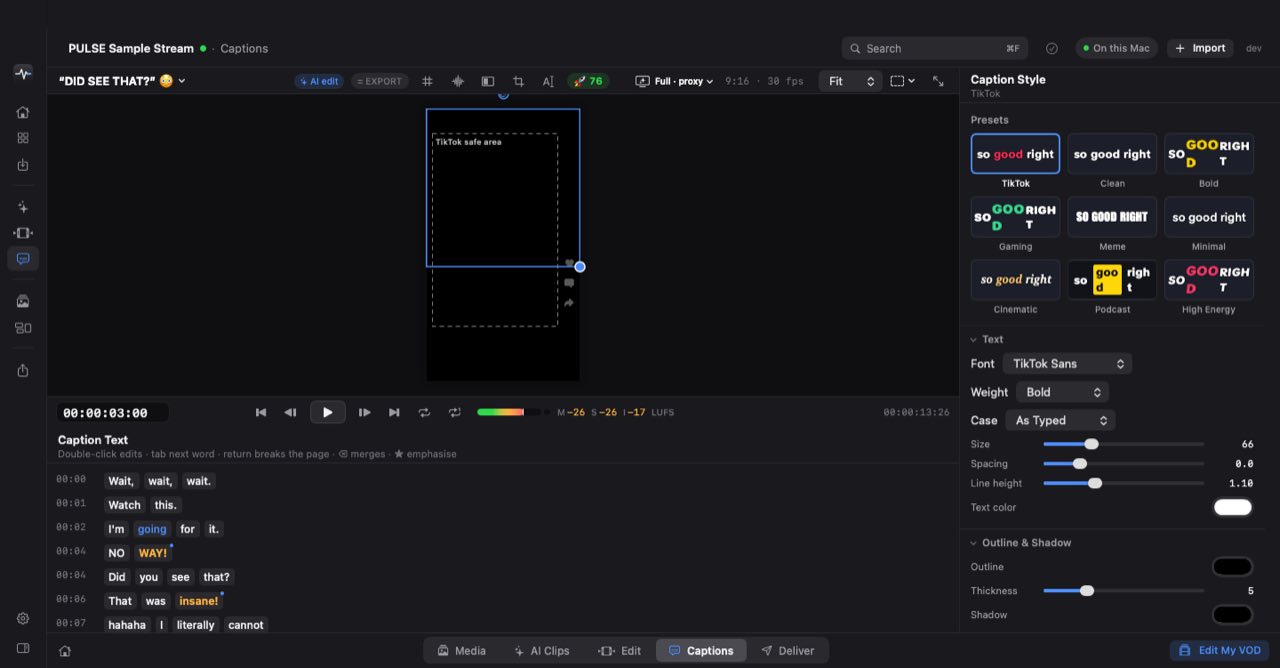 PULSE Sample Stream · Captions
Search ⌘F
On this Mac
+ Import
dev
"DID SEE THAT?" 😳
AI edit
= EXPORT
🚀 76
Full · proxy
9:16 · 30 fps
Fit
TikTok safe area
00:00:03:00
M -26 S -26 I -17 LUFS
00:00:13:26
Caption Text
Double-click edits · tab next word · return breaks the page · ⌫ merges · ★ emphasise
00:00 Wait, wait, wait.
00:01 Watch this.
00:02 I'm going for it.
00:04 NO WAY!
00:04 Did you see that?
00:06 That was insane!
00:07 hahaha I literally cannot
Caption Style
TikTok
Presets
so good right
TikTok
so good right
Clean
SO GOOD RIGHT
Bold
SO GOOD RIGHT
Gaming
SO GOOD RIGHT
Meme
so good right
Minimal
so good right
Cinematic
so good right
Podcast
SO GOOD RIGHT
High Energy
Text
Font TikTok Sans
Weight Bold
Case As Typed
Size 66
Spacing 0.0
Line height 1.10
Text color
Outline & Shadow
Outline
Thickness 5
Shadow
Media
AI Clips
Edit
Captions
Deliver
Edit My VOD